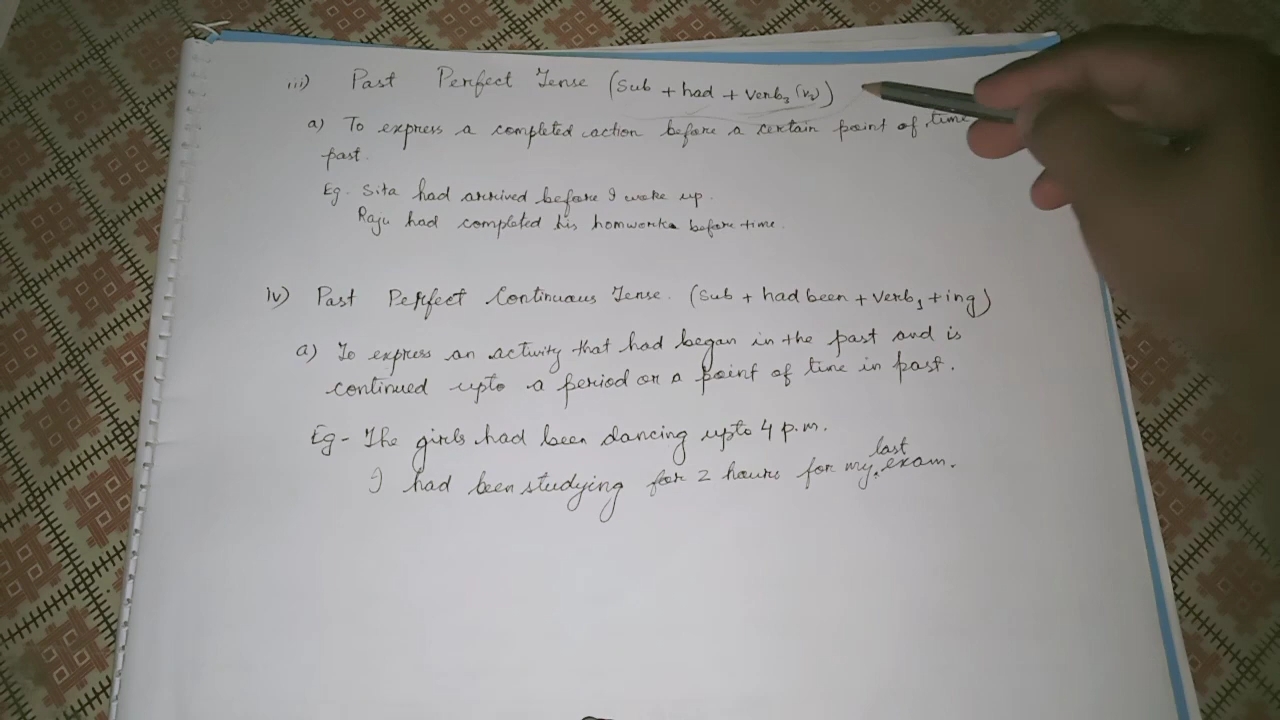 iii) Past Perfect Tense (Sub + had + Verb3 (V3))
a) To express a completed action before a certain point of time
past.
Eg. Sita had arrived before I woke up.
Raju had completed his homwork before time.
iv) Past Perfect Continuous Tense. (Sub + had been + Verb1 + ing)
a) To express an activity that had began in the past and is
continued upto a period or a point of time in past.
Eg - The girls had been dancing upto 4 p.m.
last
I had been studying for 2 hours for my exam.